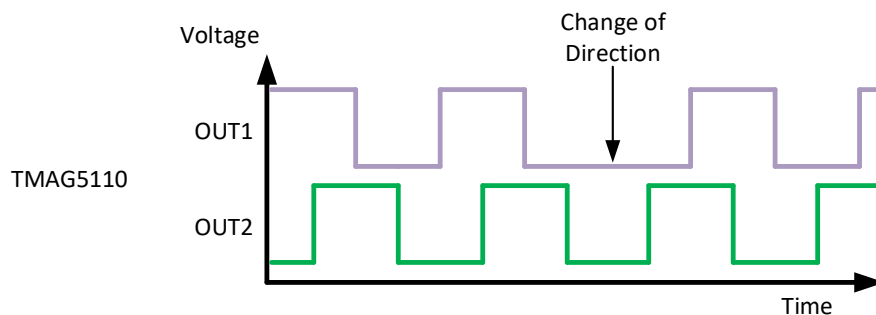 Change of
Direction
Voltage
OUT1
TMAG5110
OUT2
Time